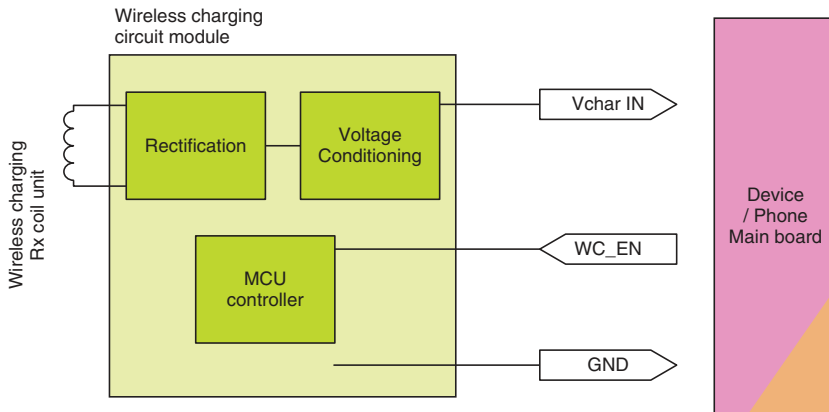 Wireless charging
circuit module
Wireless charging
Rx coil unit
Rectification
Voltage
Conditioning
Vchar IN
MCU
controller
WC_EN
GND
Device
/ Phone
Main board